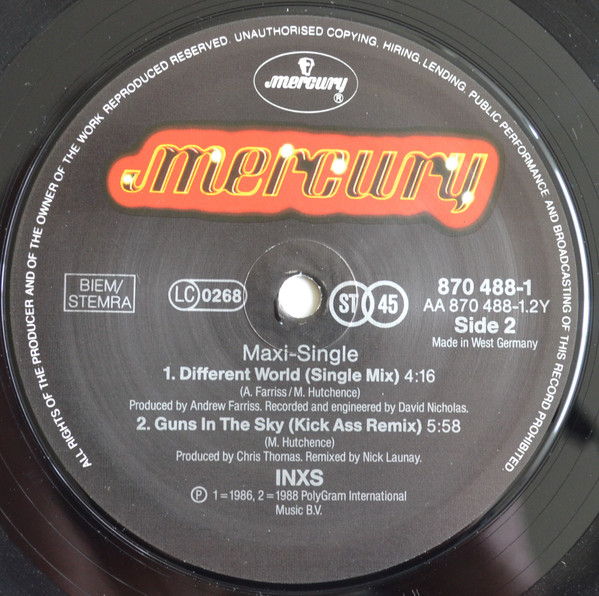 ALL RIGHTS OF THE PRODUCER AND OF THE OWNER OF THE WORK REPRODUCED RESERVED. UNAUTHORISED COPYING, HIRING, LENDING, PUBLIC PERFORMANCE AND BROADCASTING OF THIS RECORD PROHIBITED.
mercury
®
mercury
BIEM/
STEMRA
LC 0268
ST 45
870 488-1
AA 870 488-1.2Y
Side 2
Made in West Germany
Maxi-Single
1. Different World (Single Mix) 4:16
(A. Farriss / M. Hutchence)
Produced by Andrew Farriss. Recorded and engineered by David Nicholas.
2. Guns In The Sky (Kick Ass Remix) 5:58
(M. Hutchence)
Produced by Chris Thomas. Remixed by Nick Launay.
INXS
℗ 1 = 1986, 2 = 1988 PolyGram International
Music B.V.